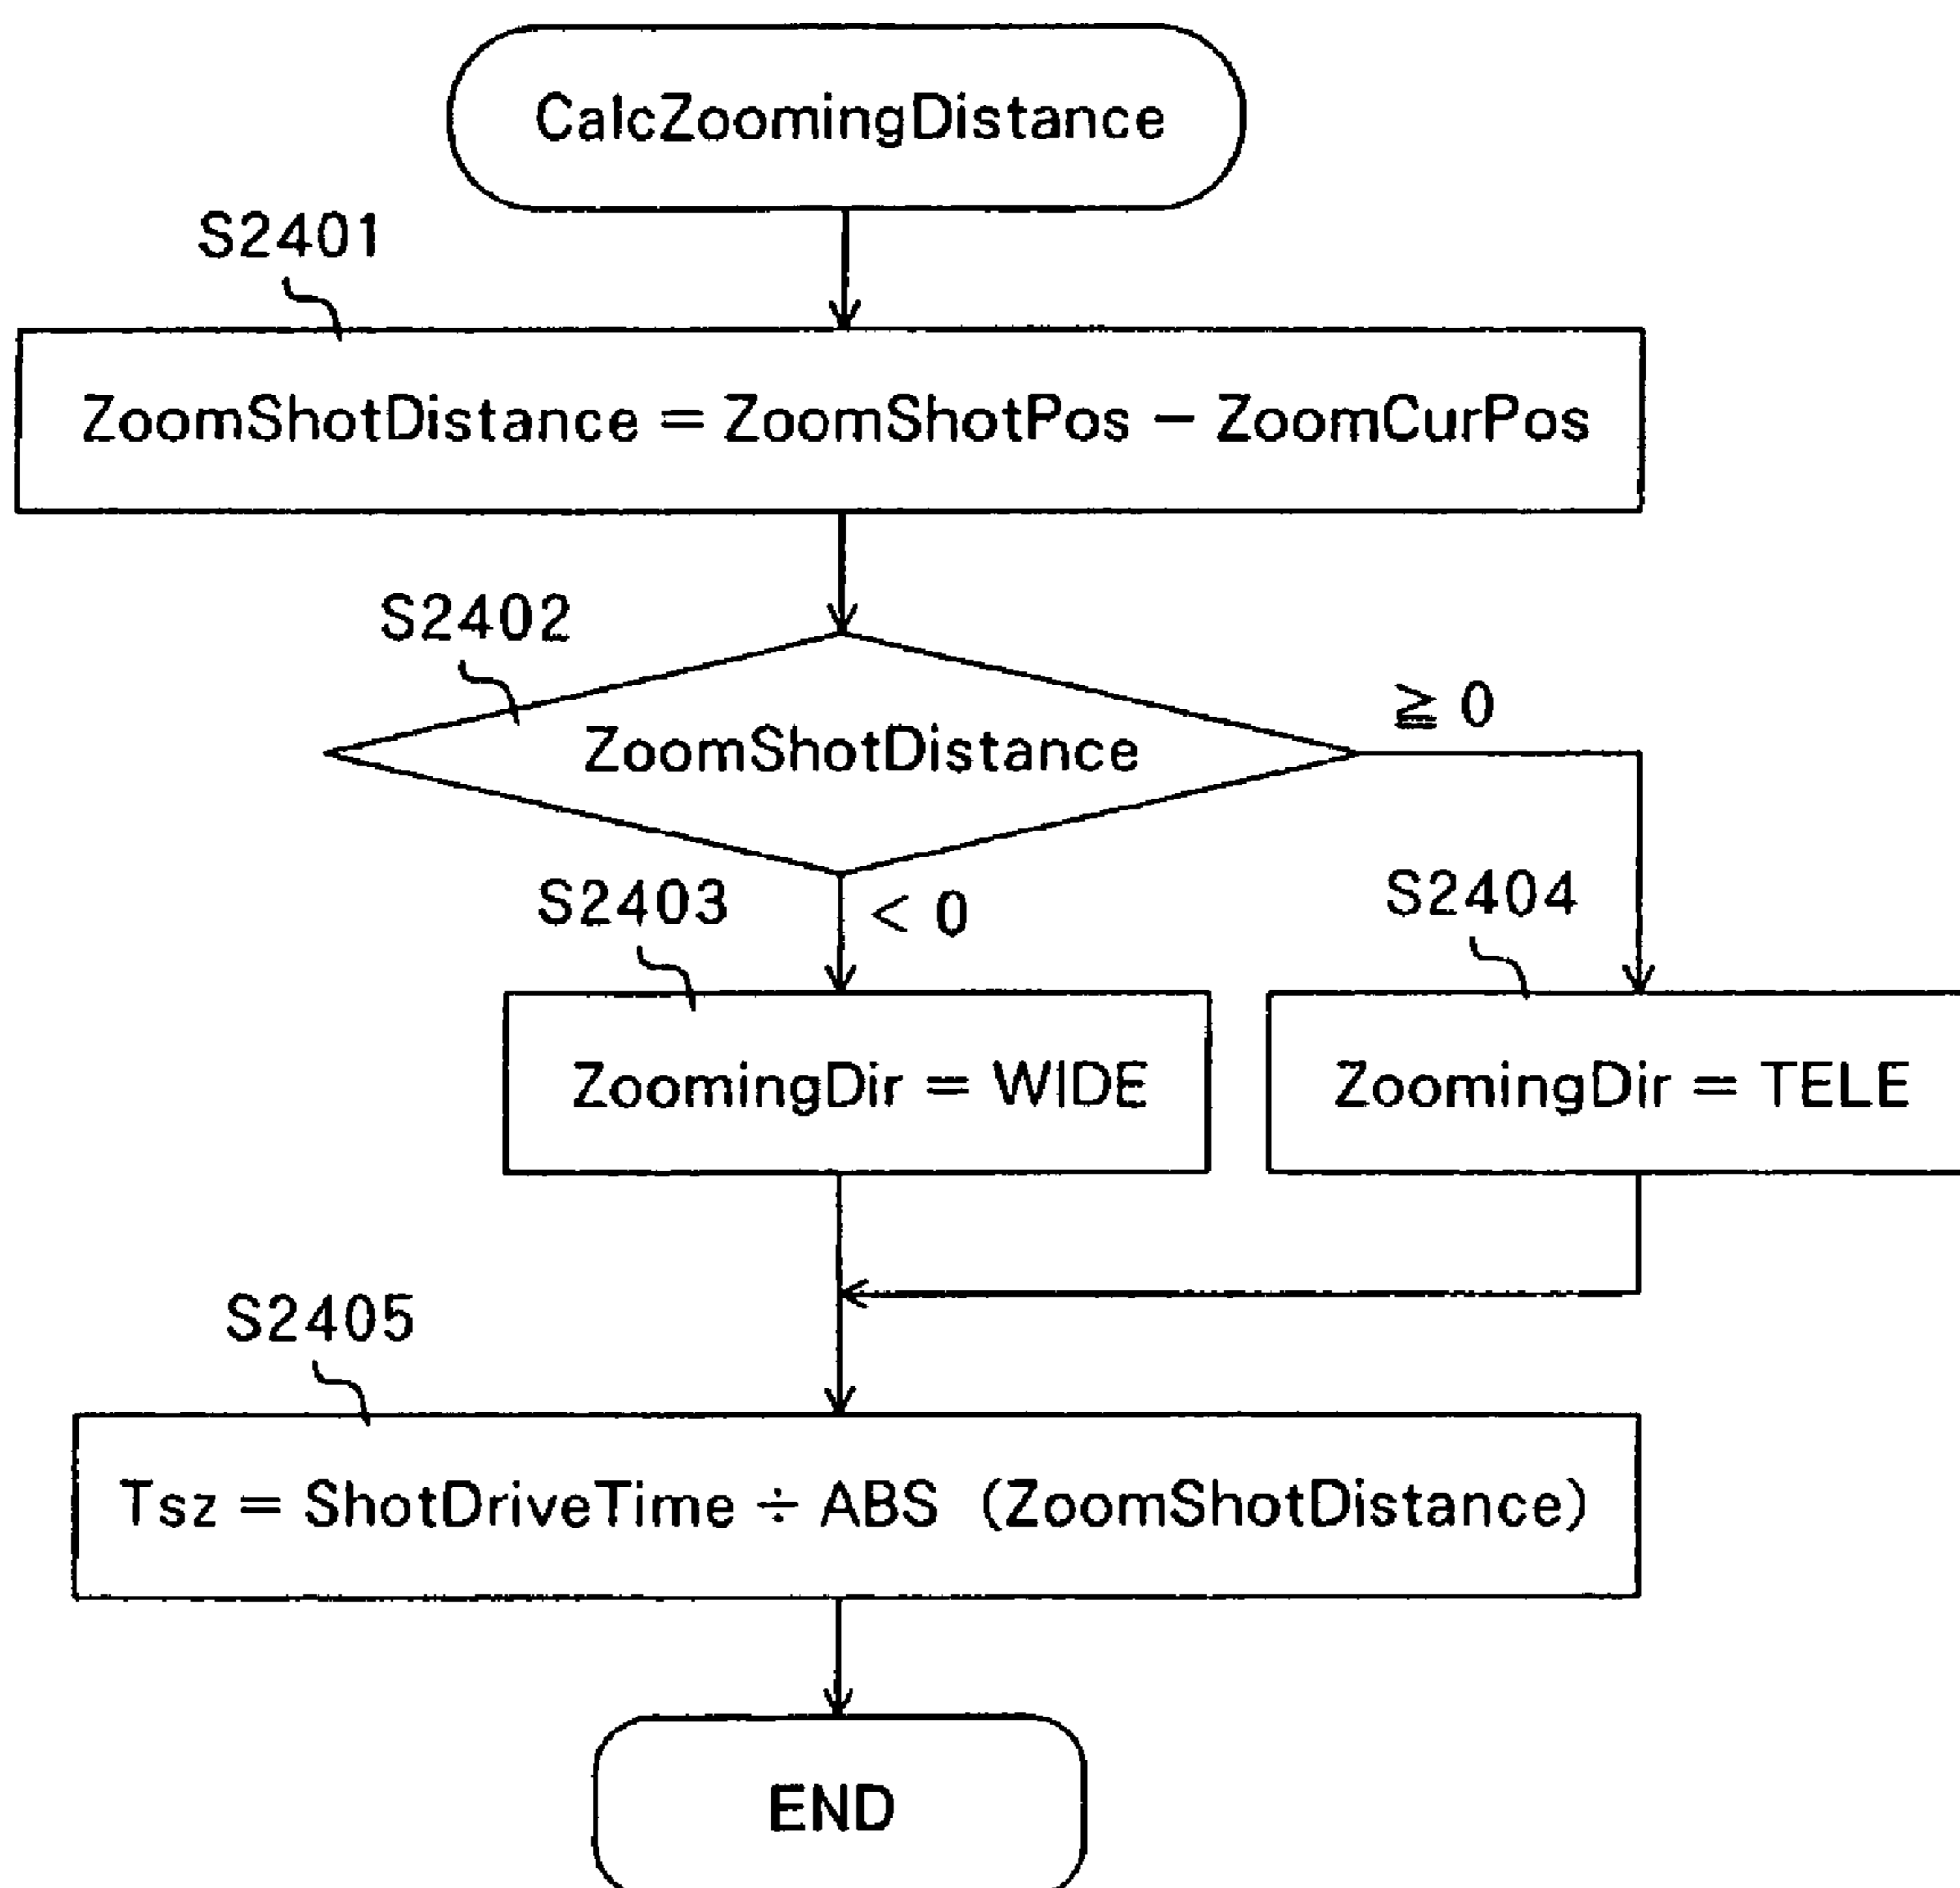 CalcZoomingDistance
S2401
ZoomShotDistance = ZoomShotPos − ZoomCurPos
S2402
ZoomShotDistance
≧ 0
S2403
< 0
S2404
ZoomingDir = WIDE
ZoomingDir = TELE
S2405
Tsz = ShotDriveTime ÷ ABS (ZoomShotDistance)
END